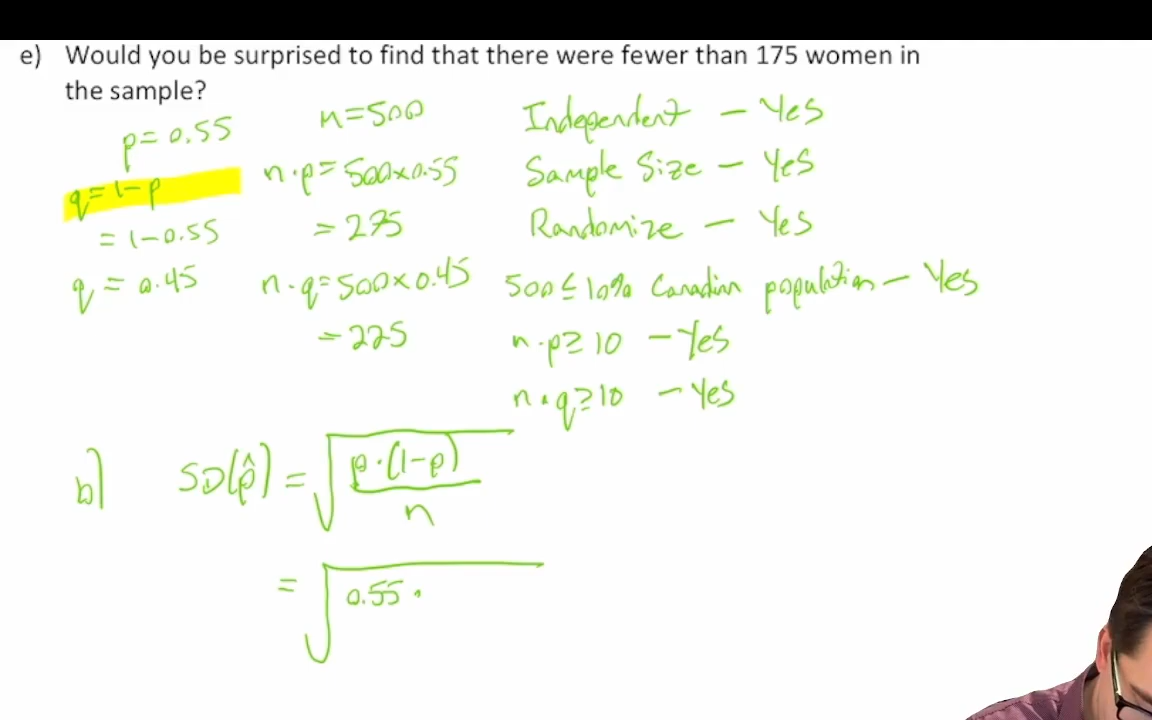 e) Would you be surprised to find that there were fewer than 175 women in
the sample?
p = 0.55
q = 1 - p
= 1 - 0.55
q = 0.45
n = 500
n · p = 500 x 0.55
= 275
n · q = 500 x 0.45
= 225
Independent - Yes
Sample Size - Yes
Randomize - Yes
500 ≤ 10% Canadian population - Yes
n · p ≥ 10 - Yes
n · q ≥ 10 - Yes
b) SD(p̂) = √(p · (1 - p) / n)
= √0.55 ·